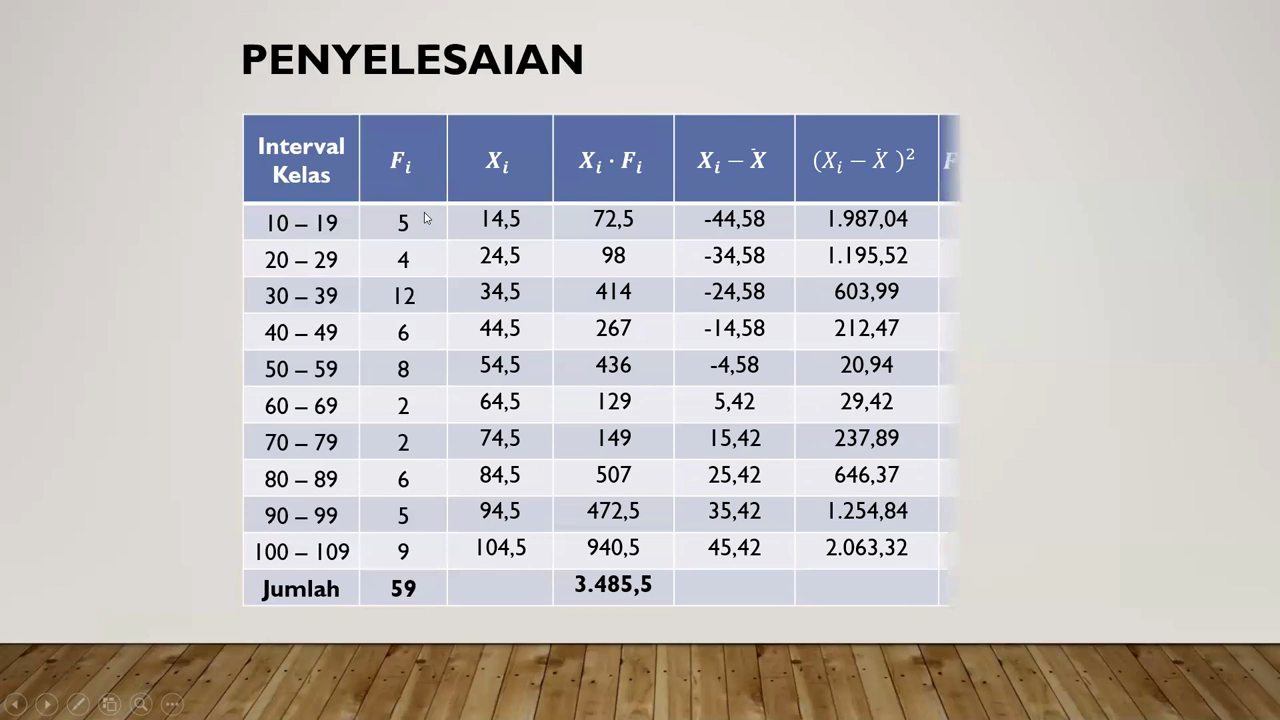 PENYELESAIAN
Interval Kelas F_i X_i X_i · F_i X_i − X̄ (X_i − X̄ )² F
10 – 19 5 14,5 72,5 -44,58 1.987,04
20 – 29 4 24,5 98 -34,58 1.195,52
30 – 39 12 34,5 414 -24,58 603,99
40 – 49 6 44,5 267 -14,58 212,47
50 – 59 8 54,5 436 -4,58 20,94
60 – 69 2 64,5 129 5,42 29,42
70 – 79 2 74,5 149 15,42 237,89
80 – 89 6 84,5 507 25,42 646,37
90 – 99 5 94,5 472,5 35,42 1.254,84
100 – 109 9 104,5 940,5 45,42 2.063,32
Jumlah 59 3.485,5